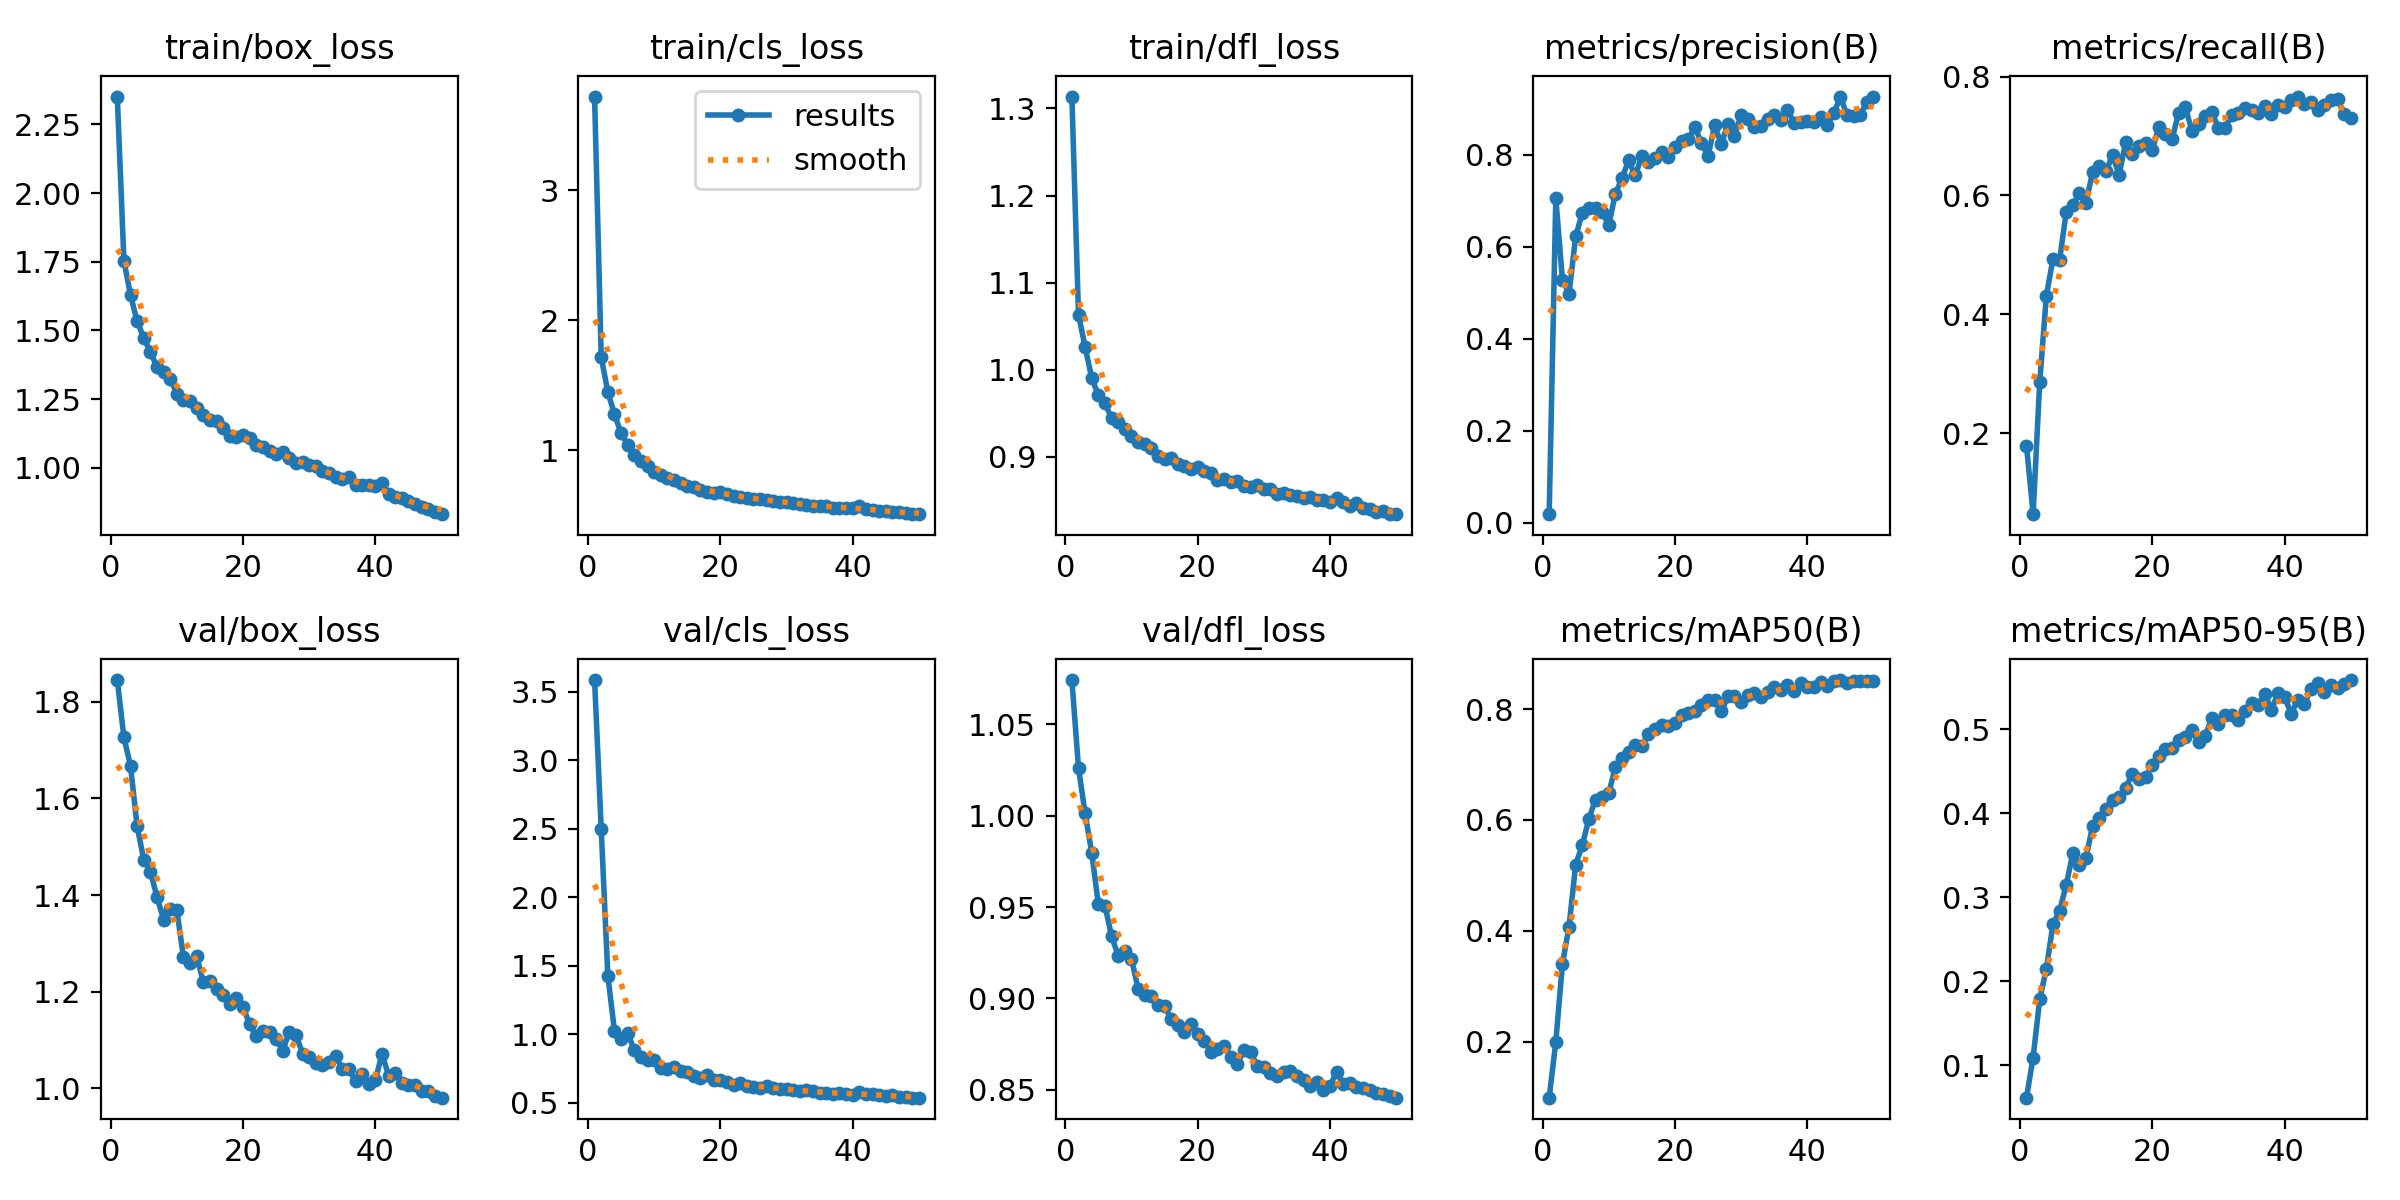 train/box_loss
2.25
2.00
1.75
1.50
1.25
1.00
0 20 40
train/cls_loss
results
smooth
3
2
1
0 20 40
train/dfl_loss
1.3
1.2
1.1
1.0
0.9
0 20 40
metrics/precision(B)
0.8
0.6
0.4
0.2
0.0
0 20 40
metrics/recall(B)
0.8
0.6
0.4
0.2
0 20 40
val/box_loss
1.8
1.6
1.4
1.2
1.0
0 20 40
val/cls_loss
3.5
3.0
2.5
2.0
1.5
1.0
0.5
0 20 40
val/dfl_loss
1.05
1.00
0.95
0.90
0.85
0 20 40
metrics/mAP50(B)
0.8
0.6
0.4
0.2
0 20 40
metrics/mAP50-95(B)
0.5
0.4
0.3
0.2
0.1
0 20 40